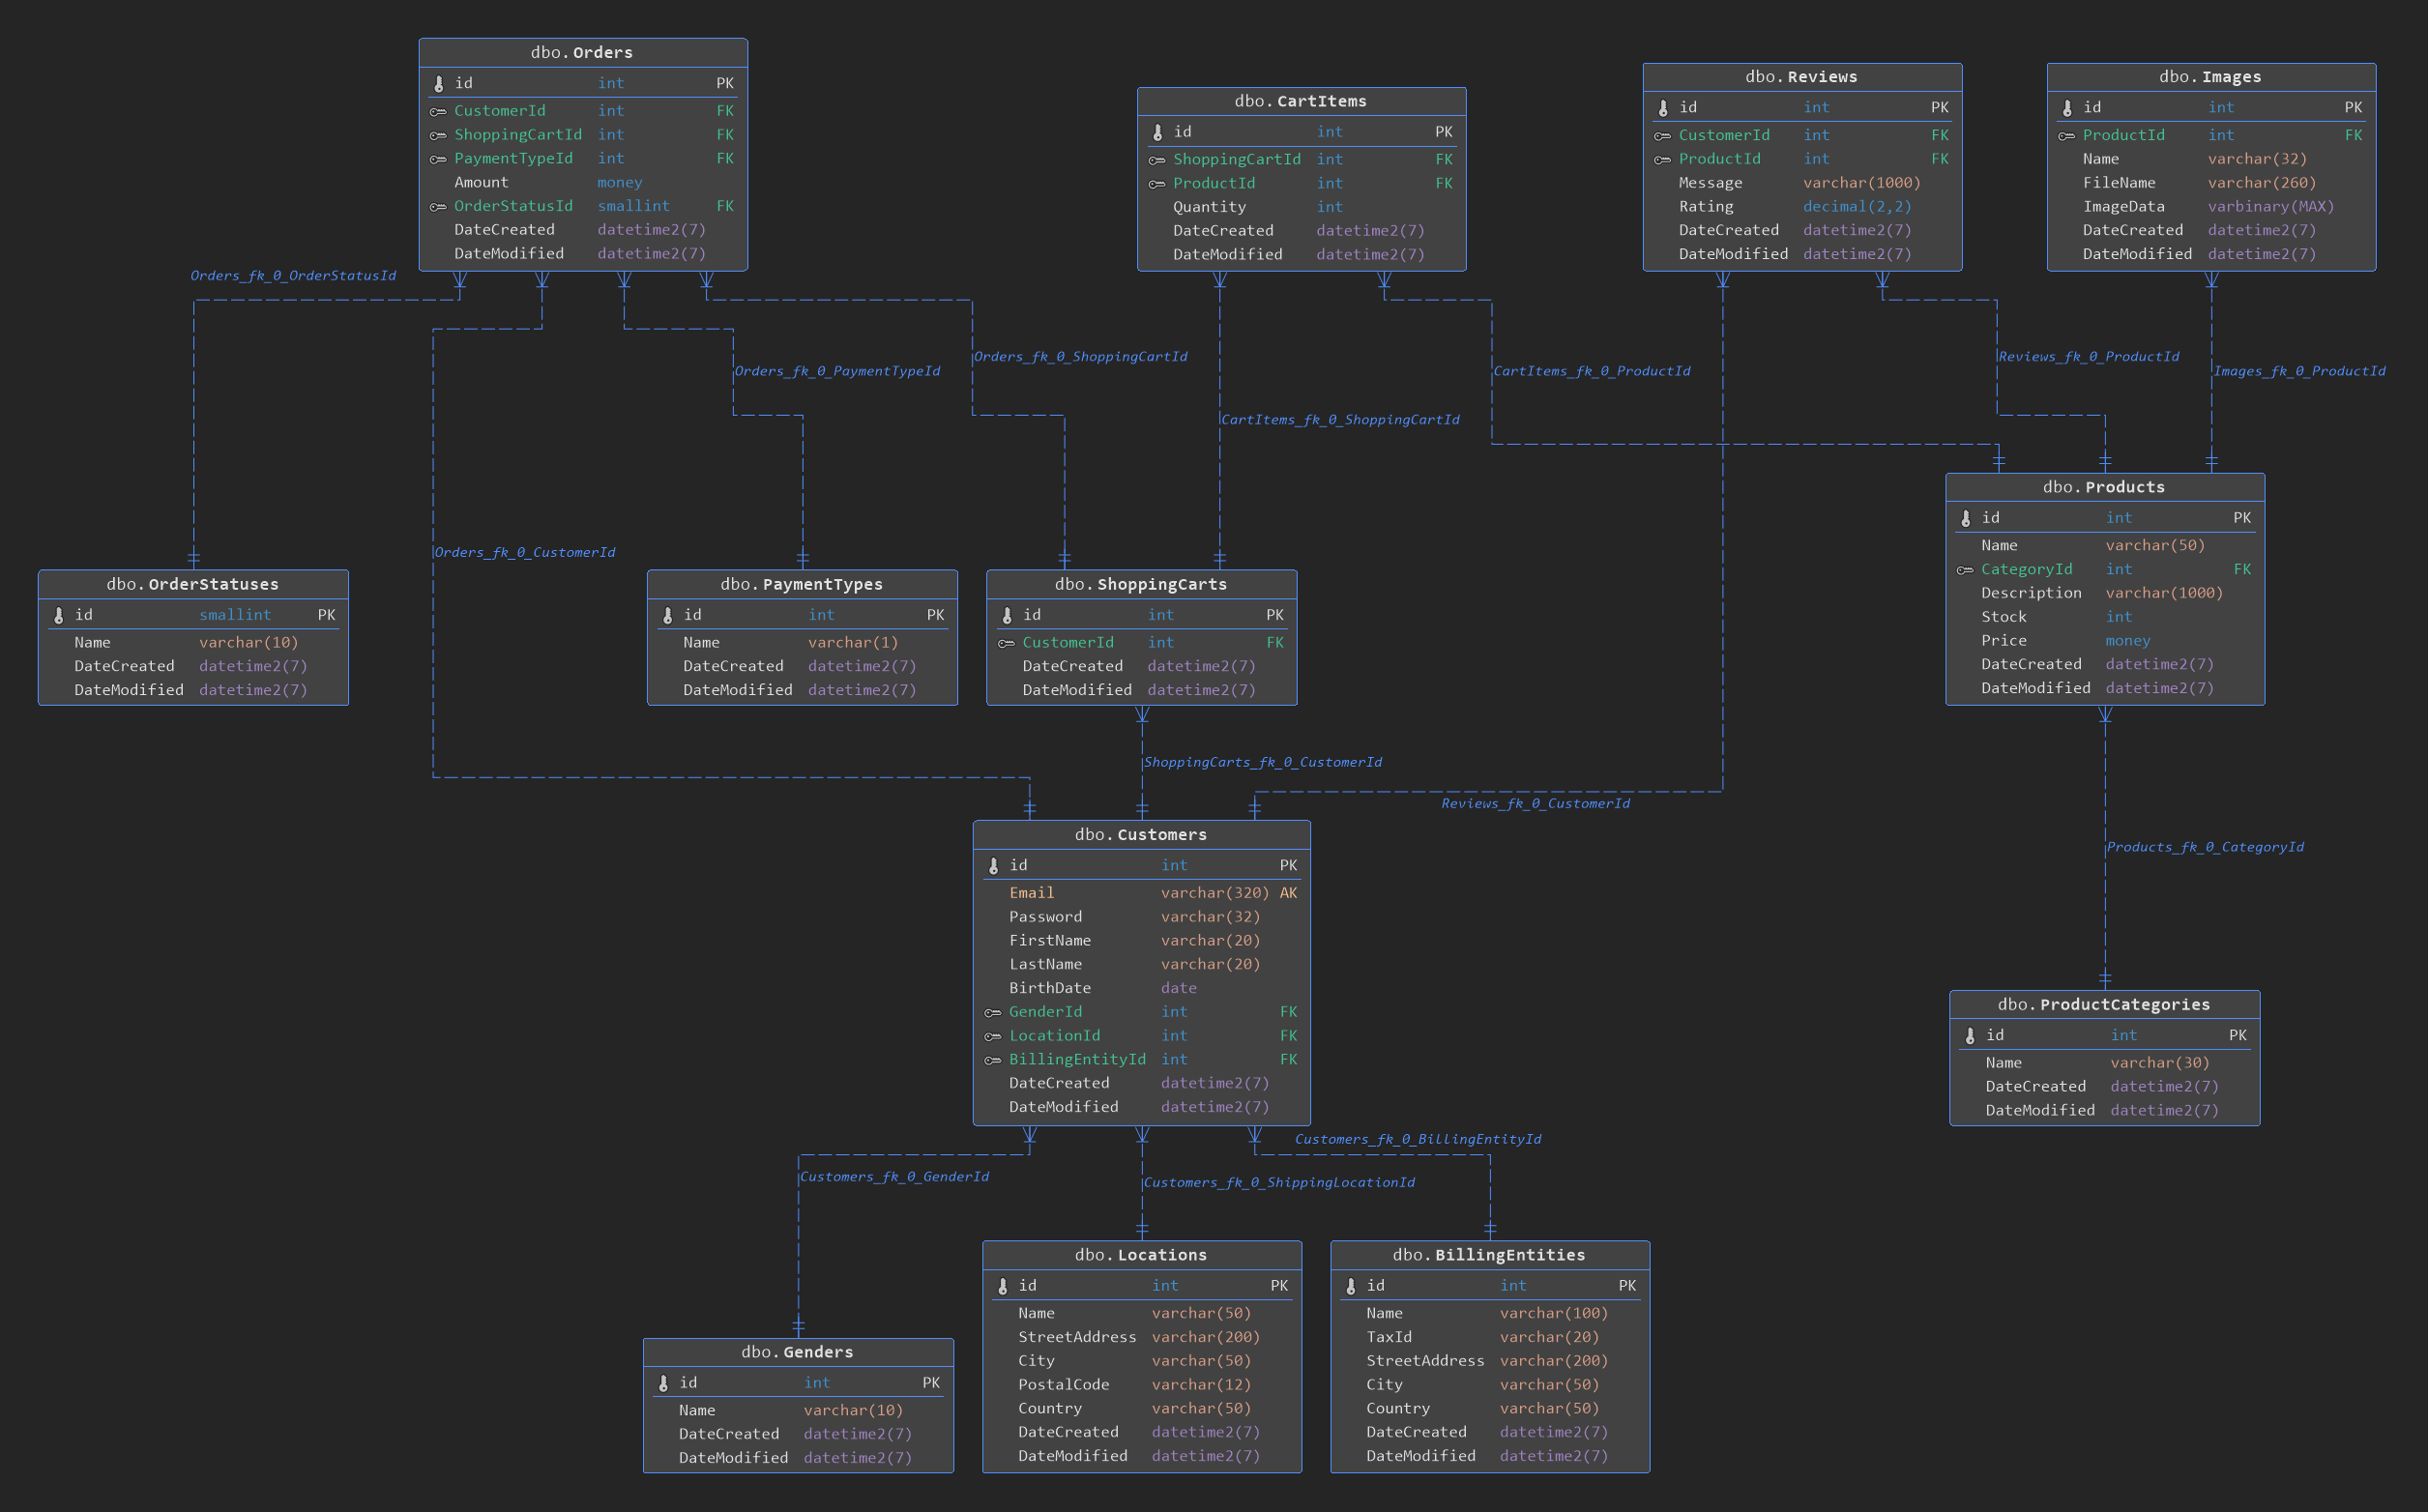 dbo.Orders
id int PK
CustomerId int FK
ShoppingCartId int FK
PaymentTypeId int FK
Amount money
OrderStatusId smallint FK
DateCreated datetime2(7)
DateModified datetime2(7)
dbo.CartItems
id int PK
ShoppingCartId int FK
ProductId int FK
Quantity int
DateCreated datetime2(7)
DateModified datetime2(7)
dbo.Reviews
id int PK
CustomerId int FK
ProductId int FK
Message varchar(1000)
Rating decimal(2,2)
DateCreated datetime2(7)
DateModified datetime2(7)
dbo.Images
id int PK
ProductId int FK
Name varchar(32)
FileName varchar(260)
ImageData varbinary(MAX)
DateCreated datetime2(7)
DateModified datetime2(7)
Orders_fk_0_OrderStatusId
Orders_fk_0_PaymentTypeId
Orders_fk_0_ShoppingCartId
CartItems_fk_0_ShoppingCartId
CartItems_fk_0_ProductId
Reviews_fk_0_ProductId
Images_fk_0_ProductId
Orders_fk_0_CustomerId
dbo.OrderStatuses
id smallint PK
Name varchar(10)
DateCreated datetime2(7)
DateModified datetime2(7)
dbo.PaymentTypes
id int PK
Name varchar(1)
DateCreated datetime2(7)
DateModified datetime2(7)
dbo.ShoppingCarts
id int PK
CustomerId int FK
DateCreated datetime2(7)
DateModified datetime2(7)
dbo.Products
id int PK
Name varchar(50)
CategoryId int FK
Description varchar(1000)
Stock int
Price money
DateCreated datetime2(7)
DateModified datetime2(7)
ShoppingCarts_fk_0_CustomerId
Reviews_fk_0_CustomerId
Products_fk_0_CategoryId
dbo.Customers
id int PK
Email varchar(320) AK
Password varchar(32)
FirstName varchar(20)
LastName varchar(20)
BirthDate date
GenderId int FK
LocationId int FK
BillingEntityId int FK
DateCreated datetime2(7)
DateModified datetime2(7)
dbo.ProductCategories
id int PK
Name varchar(30)
DateCreated datetime2(7)
DateModified datetime2(7)
Customers_fk_0_GenderId
Customers_fk_0_ShippingLocationId
Customers_fk_0_BillingEntityId
dbo.Genders
id int PK
Name varchar(10)
DateCreated datetime2(7)
DateModified datetime2(7)
dbo.Locations
id int PK
Name varchar(50)
StreetAddress varchar(200)
City varchar(50)
PostalCode varchar(12)
Country varchar(50)
DateCreated datetime2(7)
DateModified datetime2(7)
dbo.BillingEntities
id int PK
Name varchar(100)
TaxId varchar(20)
StreetAddress varchar(200)
City varchar(50)
Country varchar(50)
DateCreated datetime2(7)
DateModified datetime2(7)